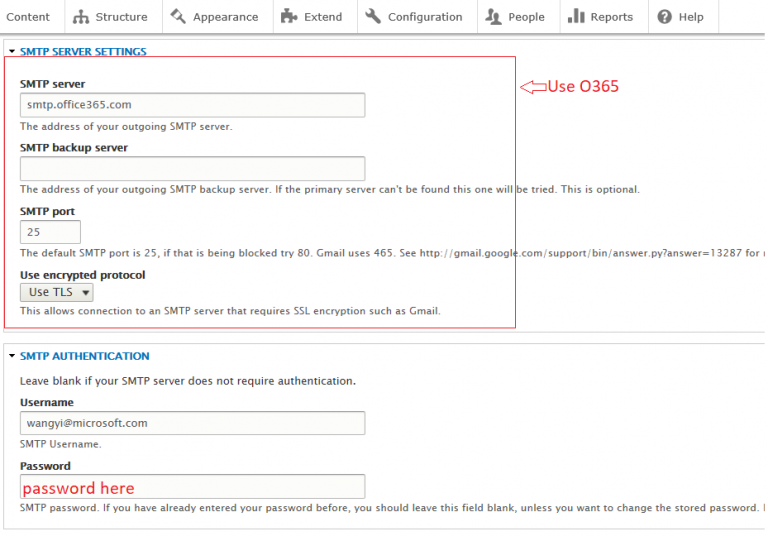 Content Structure Appearance Extend Configuration People Reports Help
SMTP SERVER SETTINGS
SMTP server
Use O365
smtp.office365.com
The address of your outgoing SMTP server.
SMTP backup server
The address of your outgoing SMTP backup server. If the primary server can't be found this one will be tried. This is optional.
SMTP port
25
The default SMTP port is 25, if that is being blocked try 80. Gmail uses 465. See http://gmail.google.com/support/bin/answer.py?answer=13287 for
Use encrypted protocol
Use TLS
This allows connection to an SMTP server that requires SSL encryption such as Gmail.
SMTP AUTHENTICATION
Leave blank if your SMTP server does not require authentication.
Username
wangyi@microsoft.com
SMTP Username.
Password
password here
SMTP password. If you have already entered your password before, you should leave this field blank, unless you want to change the stored password.